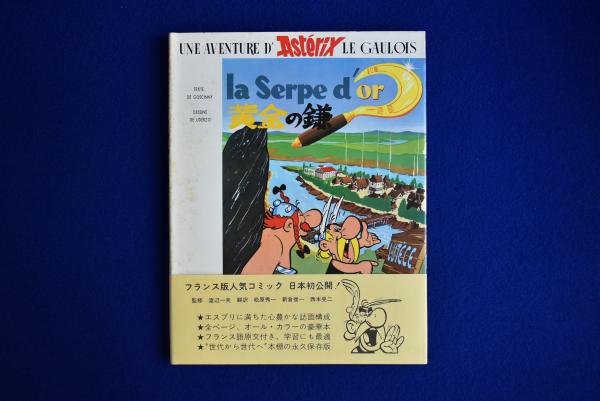 UNE AVENTURE D'Astérix LE GAULOIS
TEXTE
DE GOSCINNY
DESSINS
DE UDERZO
la Serpe d'or
黄金の鎌
LUTÈCE
フランス版人気コミック 日本初公開！
監修 渡辺一夫 翻訳 松原秀一 新倉俊一 西本晃二
★エスプリに満ちた心豊かな誌面構成
★全ページ、オール・カラーの豪華本
★フランス語原文付き、学習にも最適
★“世代から世代へ”本棚の永久保存版